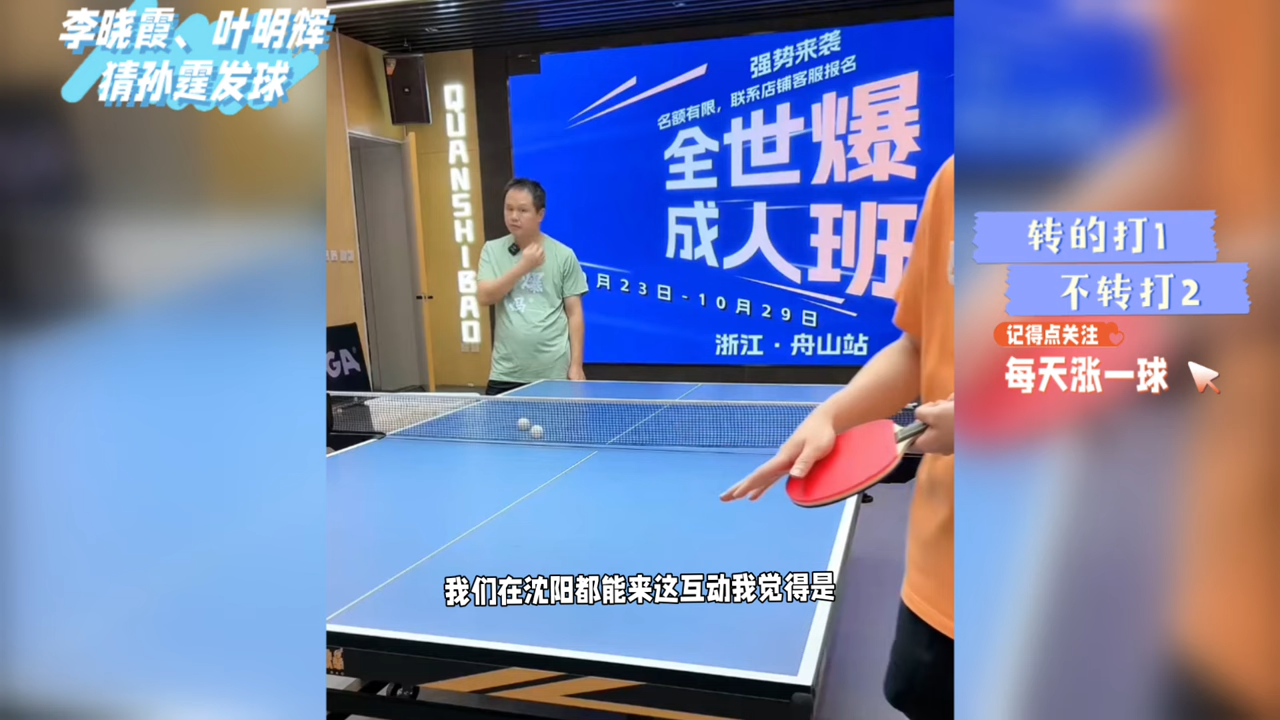 李晓霞、叶明辉
猜孙霆发球
QUANSHIBAO
强势来袭
名额有限，联系店铺客服报名
全世爆
成人班
月23日-10月29日
浙江·舟山站
转的打1
不转打2
记得点关注
每天涨一球
GA
我们在沈阳都能来这互动我觉得是